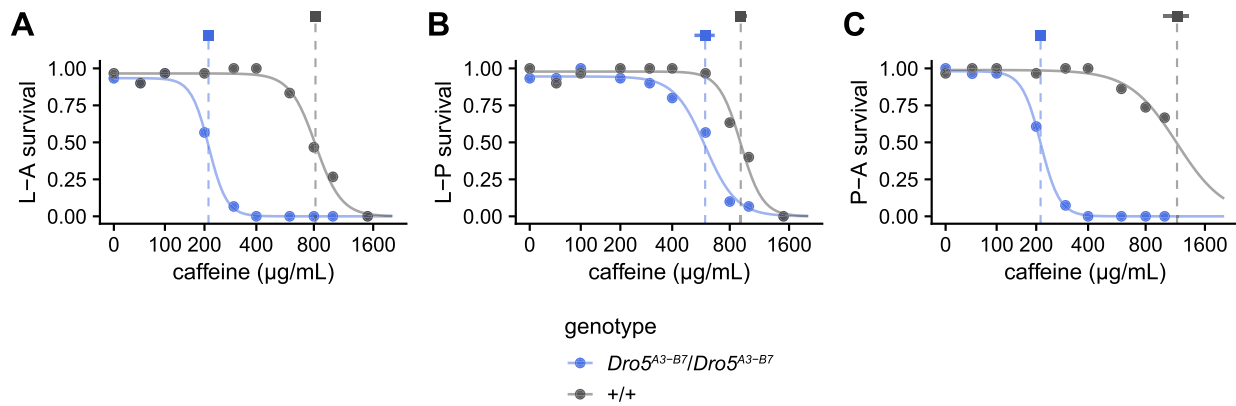 A
B
C
L−A survival
1.00
0.75
0.50
0.25
0.00
0 100 200 400 800 1600
caffeine (µg/mL)
L−P survival
1.00
0.75
0.50
0.25
0.00
0 100 200 400 800 1600
caffeine (µg/mL)
P−A survival
1.00
0.75
0.50
0.25
0.00
0 100 200 400 800 1600
caffeine (µg/mL)
genotype
Dro5A3−B7/Dro5A3−B7
+/+